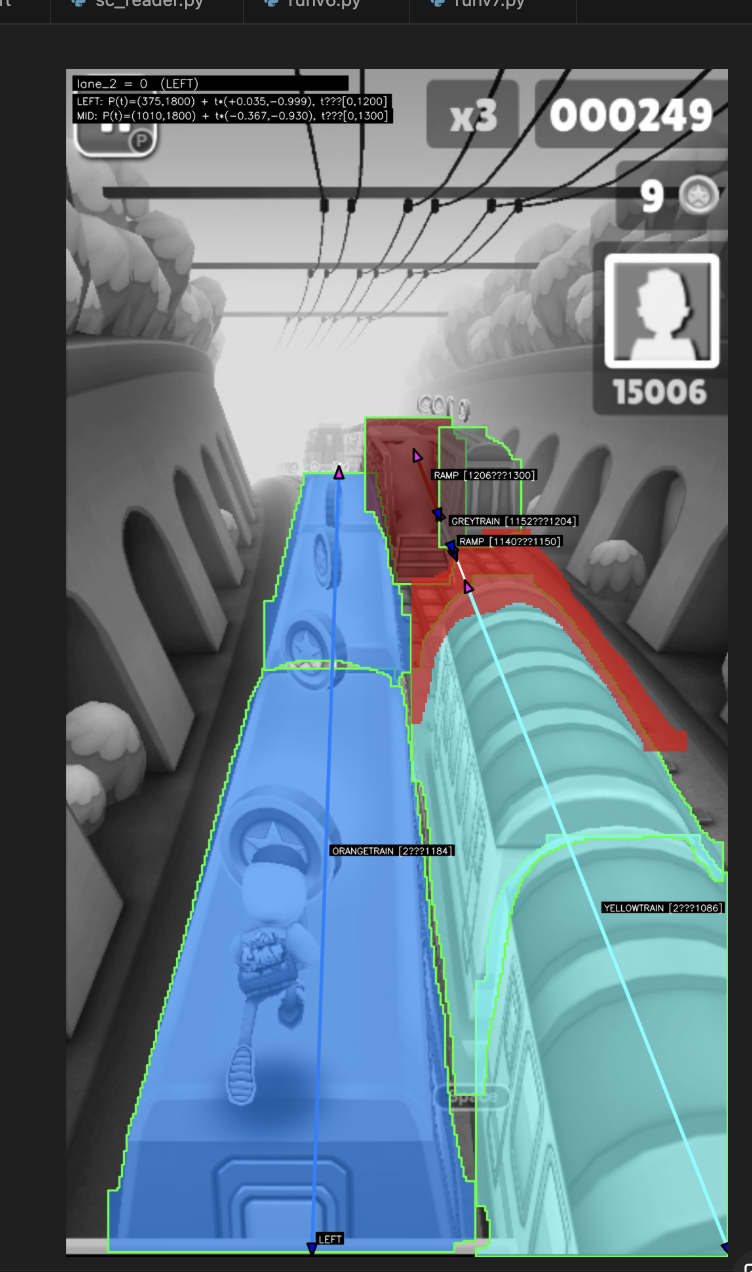 sc_reader.py
runv6.py
runv7.py
lane_2 = 0 (LEFT)
LEFT: P(t)=(375,1800) + t*(+0.035,-0.999), t???[0,1200]
MID: P(t)=(1010,1800) + t*(-0.367,-0.930), t???[0,1300]
P
x3
000249
9
15006
RAMP [1206???1300]
GREYTRAIN [1152???1204]
RAMP [1140???1150]
ORANGETRAIN [2???1184]
YELLOWTRAIN [2???1086]
Space
LEFT